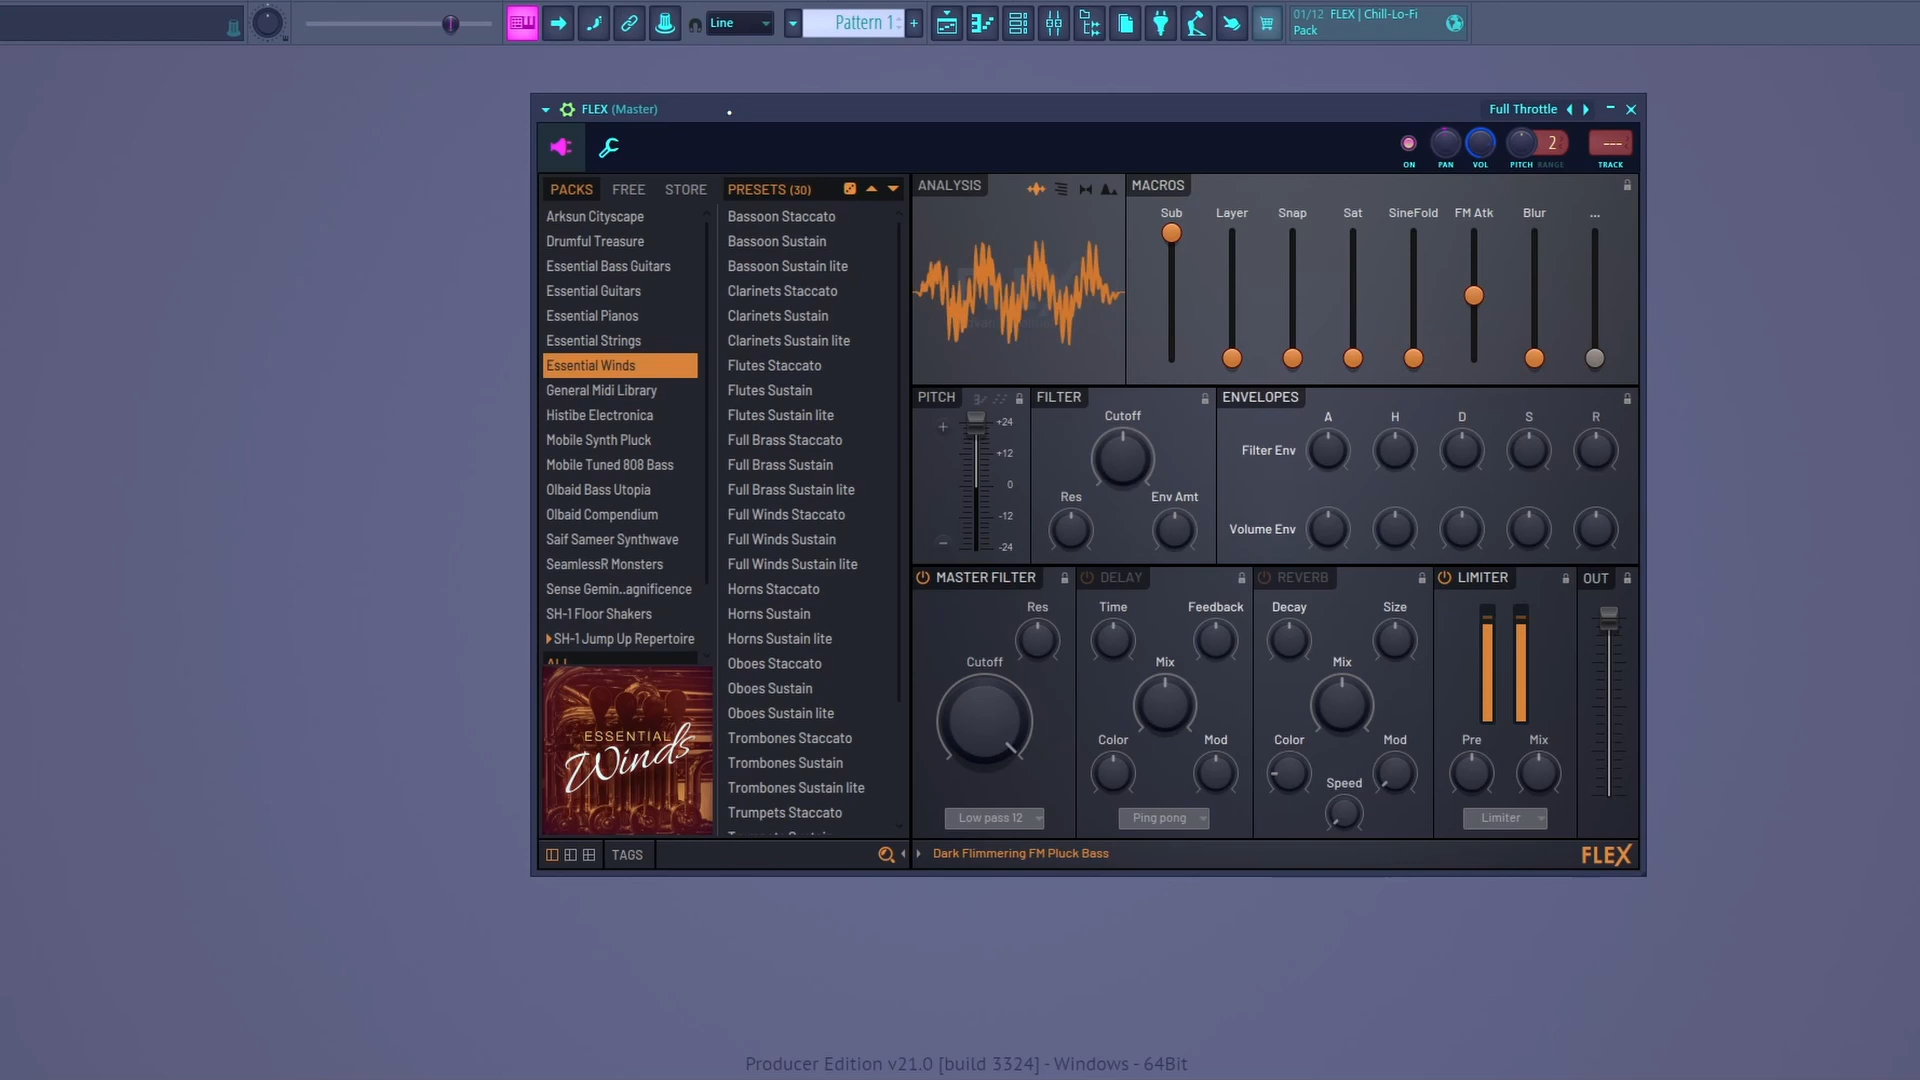 Line
Pattern 1
01/12 FLEX | Chill-Lo-Fi
Pack
FLEX (Master)
Full Throttle
2
---
ON
PAN
VOL
PITCH RANGE
TRACK
PACKS
FREE
STORE
PRESETS (30)
Arksun Cityscape
Drumful Treasure
Essential Bass Guitars
Essential Guitars
Essential Pianos
Essential Strings
Essential Winds
General Midi Library
Histibe Electronica
Mobile Synth Pluck
Mobile Tuned 808 Bass
Olbaid Bass Utopia
Olbaid Compendium
Saif Sameer Synthwave
SeamlessR Monsters
Sense Gemin..agnificence
SH-1 Floor Shakers
SH-1 Jump Up Repertoire
ALL
ESSENTIAL
Winds
Bassoon Staccato
Bassoon Sustain
Bassoon Sustain lite
Clarinets Staccato
Clarinets Sustain
Clarinets Sustain lite
Flutes Staccato
Flutes Sustain
Flutes Sustain lite
Full Brass Staccato
Full Brass Sustain
Full Brass Sustain lite
Full Winds Staccato
Full Winds Sustain
Full Winds Sustain lite
Horns Staccato
Horns Sustain
Horns Sustain lite
Oboes Staccato
Oboes Sustain
Oboes Sustain lite
Trombones Staccato
Trombones Sustain
Trombones Sustain lite
Trumpets Staccato
Trumpets Sustain
TAGS
ANALYSIS
MACROS
Sub
Layer
Snap
Sat
SineFold
FM Atk
Blur
...
PITCH
+24
+12
0
-12
-24
FILTER
Cutoff
Res
Env Amt
ENVELOPES
A
H
D
S
R
Filter Env
Volume Env
MASTER FILTER
Res
Cutoff
Low pass 12
DELAY
Time
Feedback
Mix
Color
Mod
Ping pong
REVERB
Decay
Size
Mix
Color
Mod
Speed
LIMITER
Pre
Mix
Limiter
OUT
Dark Flimmering FM Pluck Bass
FLEX
Producer Edition v21.0 [build 3324] - Windows - 64Bit